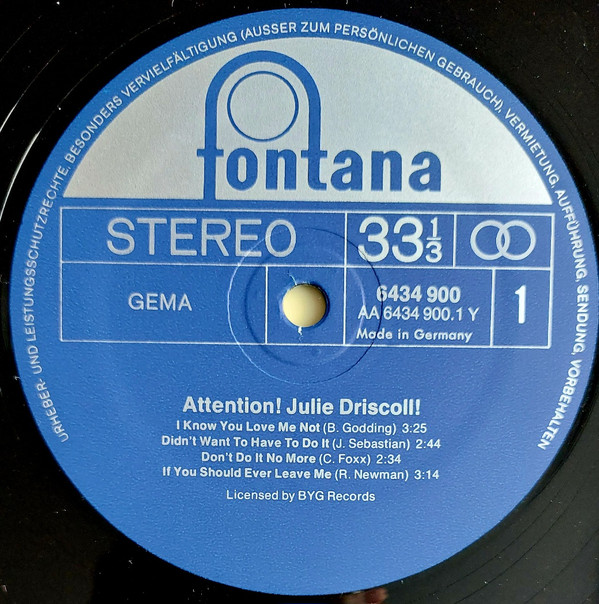 URHEBER- UND LEISTUNGSSCHUTZRECHTE, BESONDERS VERVIELFÄLTIGUNG (AUSSER ZUM PERSÖNLICHEN GEBRAUCH), VERMIETUNG, AUFFÜHRUNG, SENDUNG, VORBEHALTEN
fontana
STEREO 33 1/3
GEMA
6434 900
AA 6434 900.1 Y
Made in Germany
1
Attention! Julie Driscoll!
I Know You Love Me Not (B. Godding) 3:25
Didn't Want To Have To Do It (J. Sebastian) 2:44
Don't Do It No More (C. Foxx) 2:34
If You Should Ever Leave Me (R. Newman) 3:14
Licensed by BYG Records